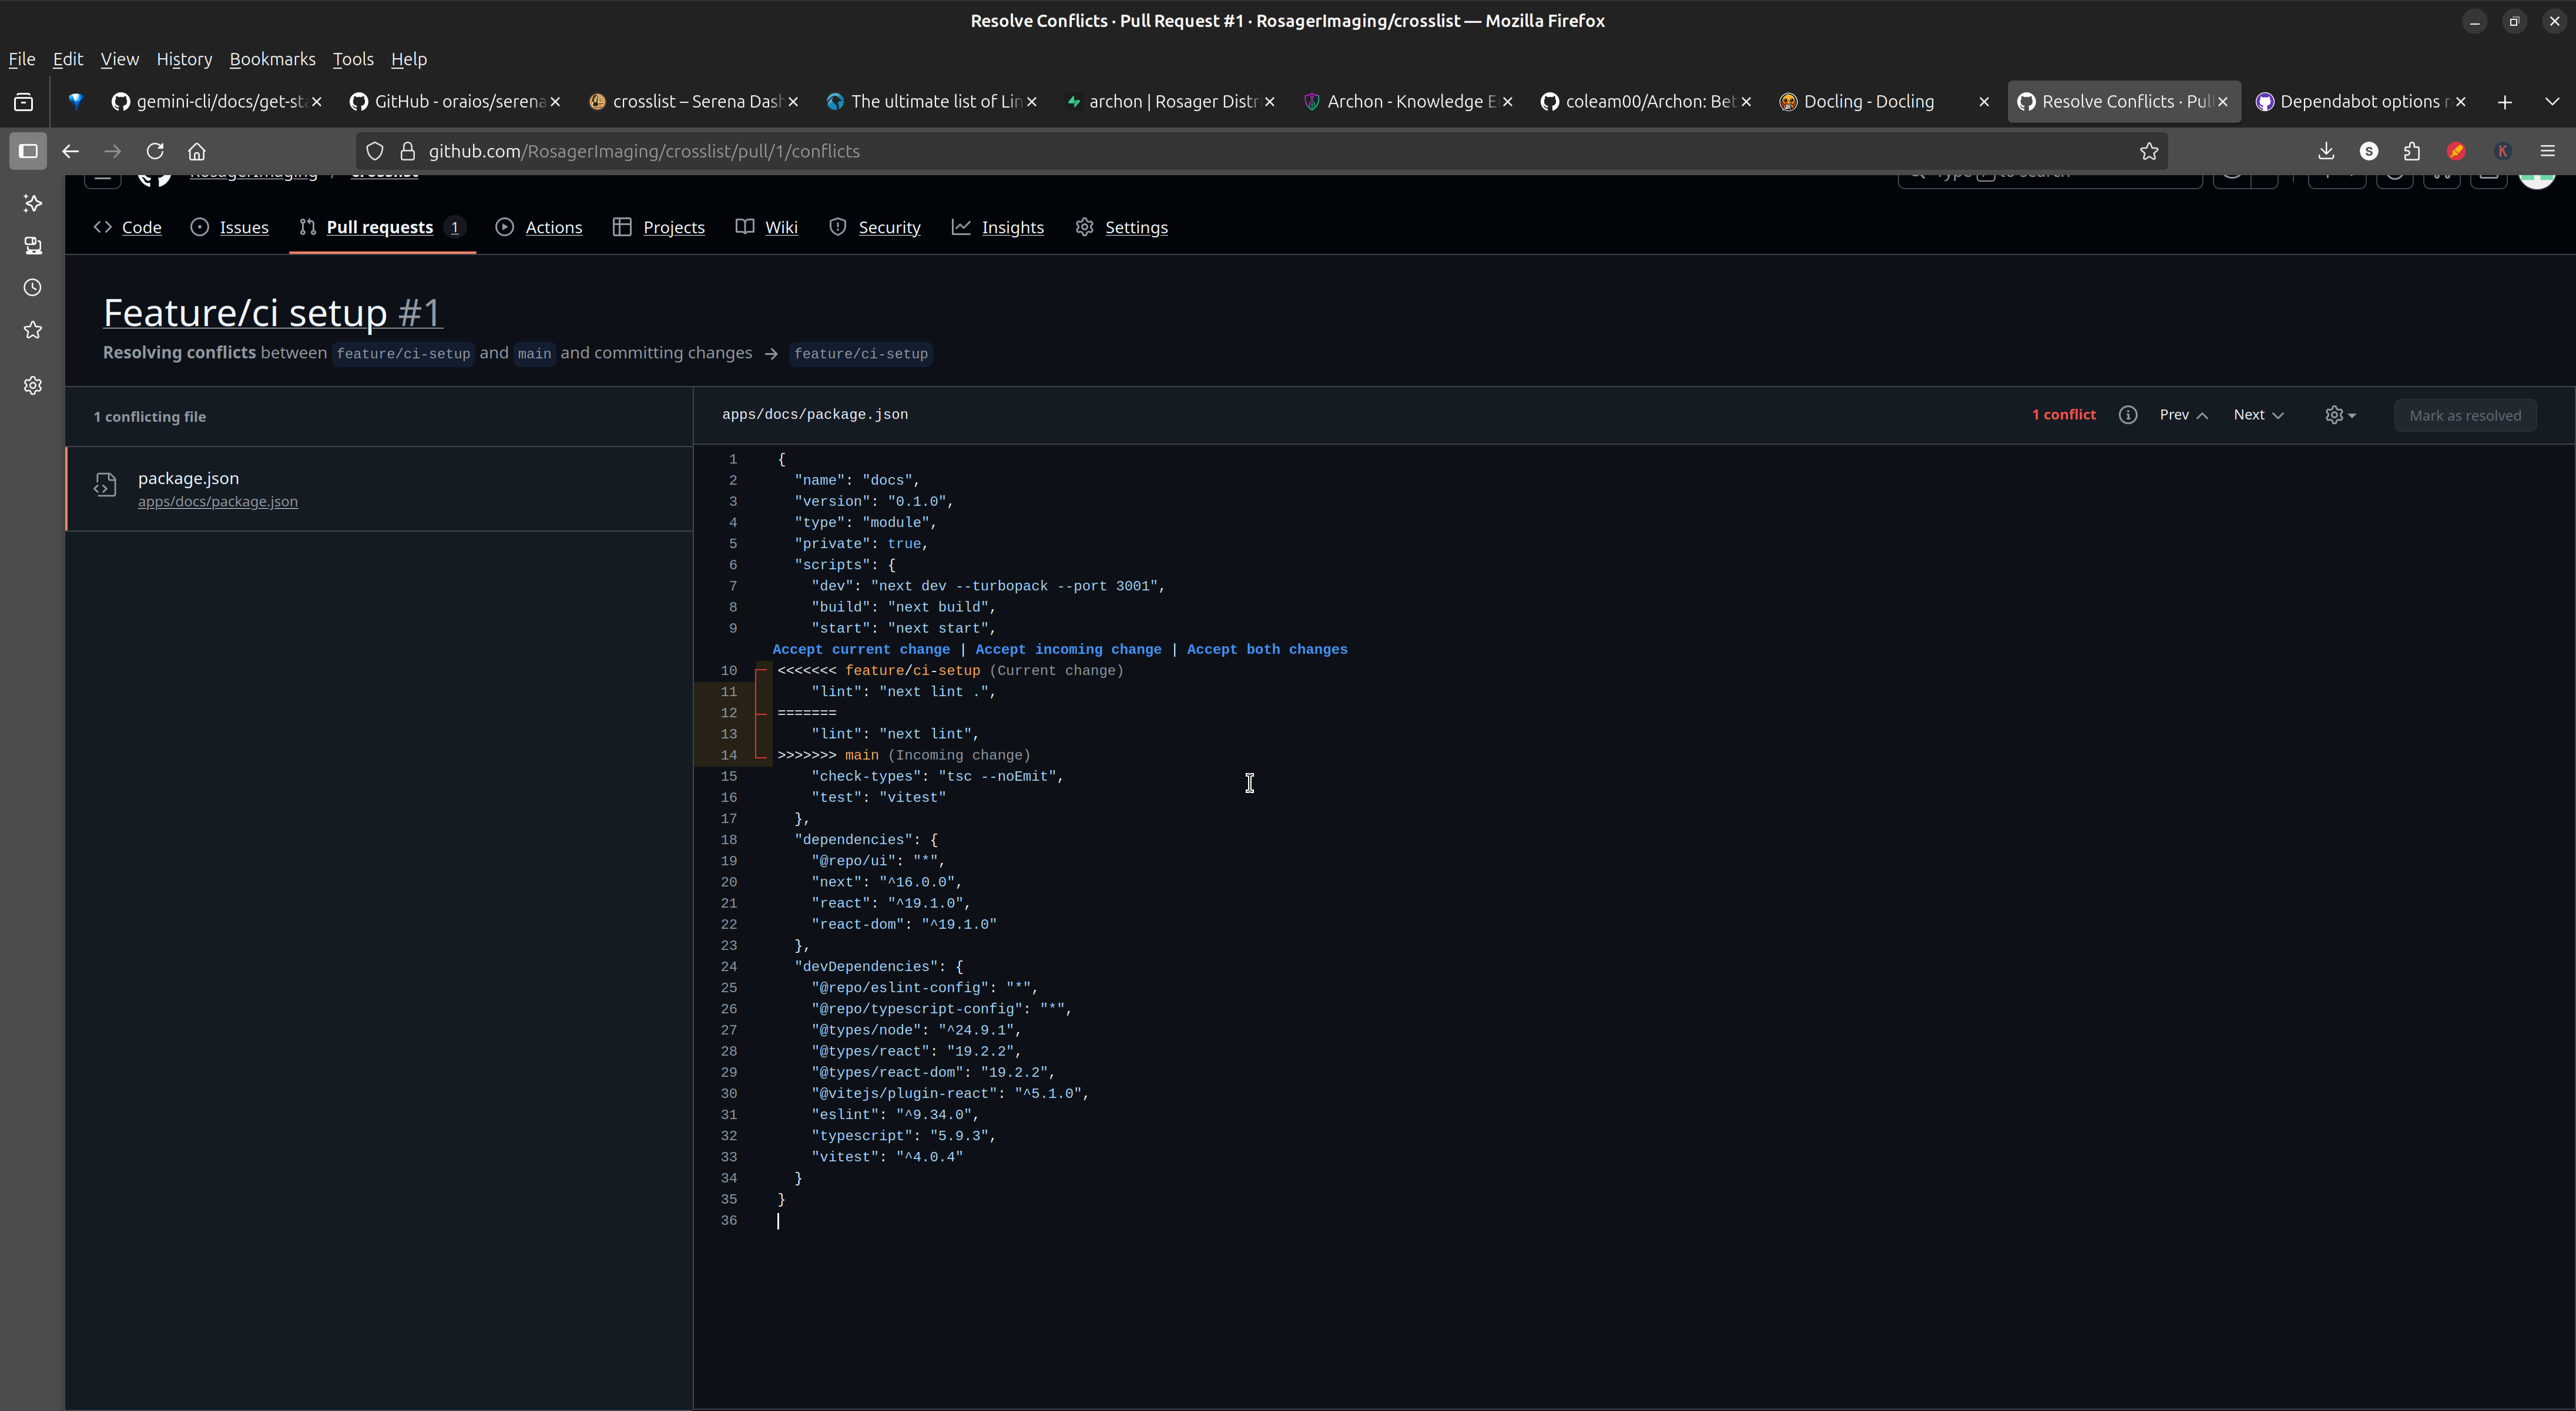 Resolve Conflicts · Pull Request #1 · RosagerImaging/crosslist — Mozilla Firefox
File Edit View History Bookmarks Tools Help
gemini-cli/docs/get-sta GitHub - oraios/serena crosslist – Serena Dash The ultimate list of Lin archon | Rosager Distr Archon - Knowledge E coleam00/Archon: Bet Docling - Docling Resolve Conflicts · Pull Dependabot options r
github.com/RosagerImaging/crosslist/pull/1/conflicts
RosagerImaging / crosslist Type / to search
Code Issues Pull requests 1 Actions Projects Wiki Security Insights Settings
Feature/ci setup #1
Resolving conflicts between feature/ci-setup and main and committing changes → feature/ci-setup
1 conflicting file
package.json
apps/docs/package.json
apps/docs/package.json 1 conflict Prev Next Mark as resolved
1 {
2 "name": "docs",
3 "version": "0.1.0",
4 "type": "module",
5 "private": true,
6 "scripts": {
7 "dev": "next dev --turbopack --port 3001",
8 "build": "next build",
9 "start": "next start",
Accept current change | Accept incoming change | Accept both changes
10 <<<<<<< feature/ci-setup (Current change)
11 "lint": "next lint .",
12 =======
13 "lint": "next lint",
14 >>>>>>> main (Incoming change)
15 "check-types": "tsc --noEmit",
16 "test": "vitest"
17 },
18 "dependencies": {
19 "@repo/ui": "*",
20 "next": "^16.0.0",
21 "react": "^19.1.0",
22 "react-dom": "^19.1.0"
23 },
24 "devDependencies": {
25 "@repo/eslint-config": "*",
26 "@repo/typescript-config": "*",
27 "@types/node": "^24.9.1",
28 "@types/react": "19.2.2",
29 "@types/react-dom": "19.2.2",
30 "@vitejs/plugin-react": "^5.1.0",
31 "eslint": "^9.34.0",
32 "typescript": "5.9.3",
33 "vitest": "^4.0.4"
34 }
35 }
36